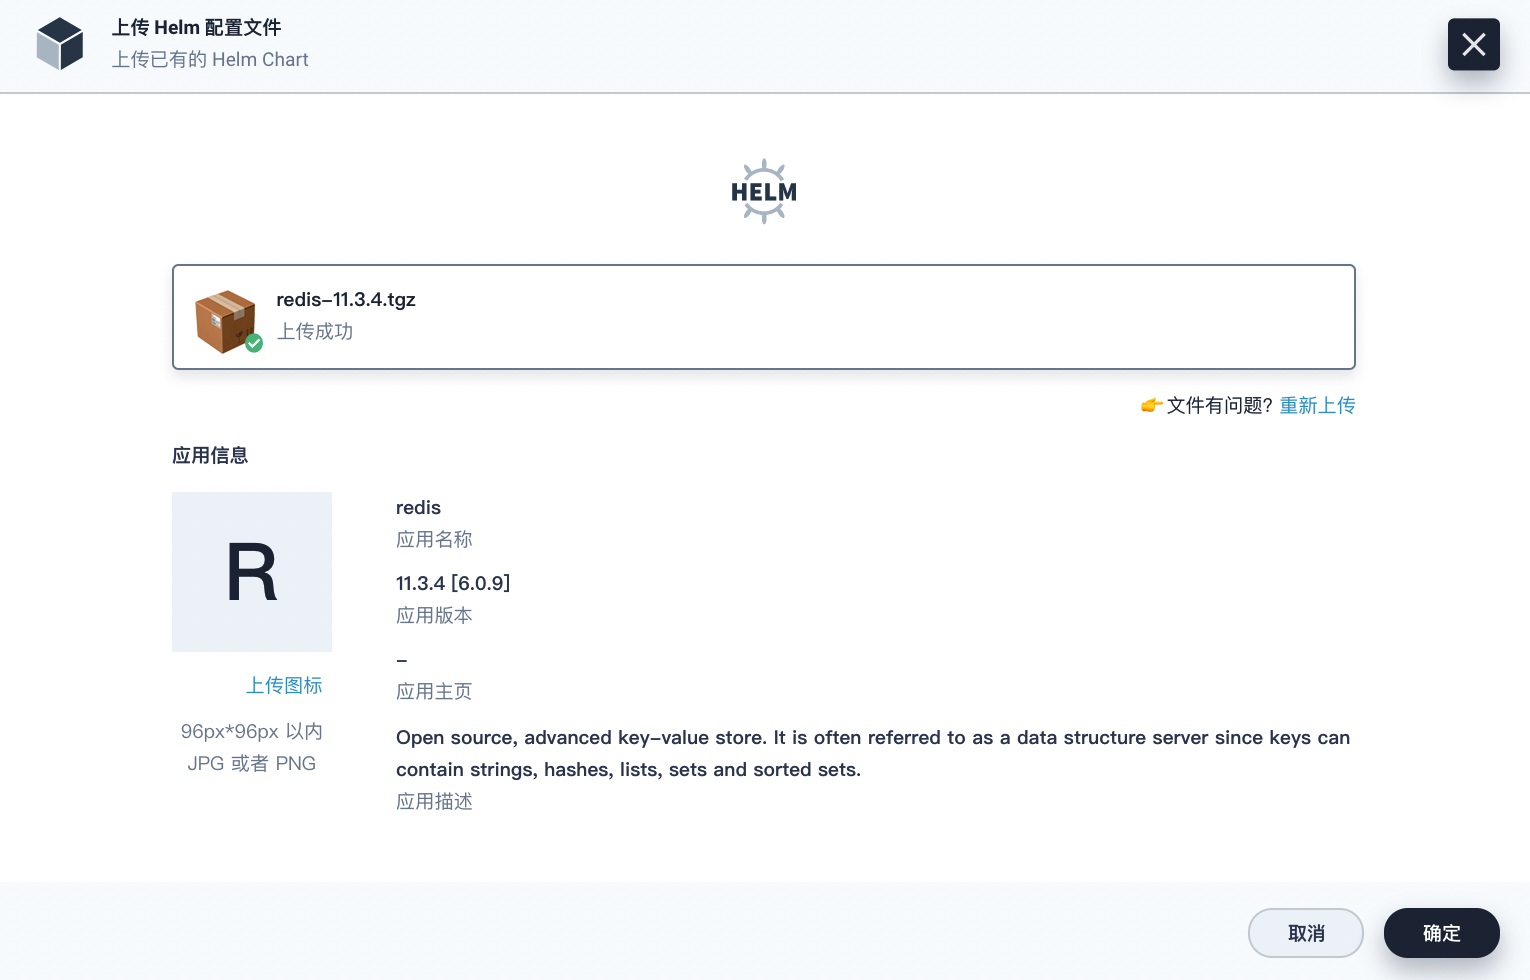 上传 Helm 配置文件
上传已有的 Helm Chart
HELM
redis-11.3.4.tgz
上传成功
文件有问题? 重新上传
应用信息
R
redis
应用名称
11.3.4 [6.0.9]
应用版本
-
应用主页
上传图标
96px*96px 以内
JPG 或者 PNG
Open source, advanced key-value store. It is often referred to as a data structure server since keys can
contain strings, hashes, lists, sets and sorted sets.
应用描述
取消
确定